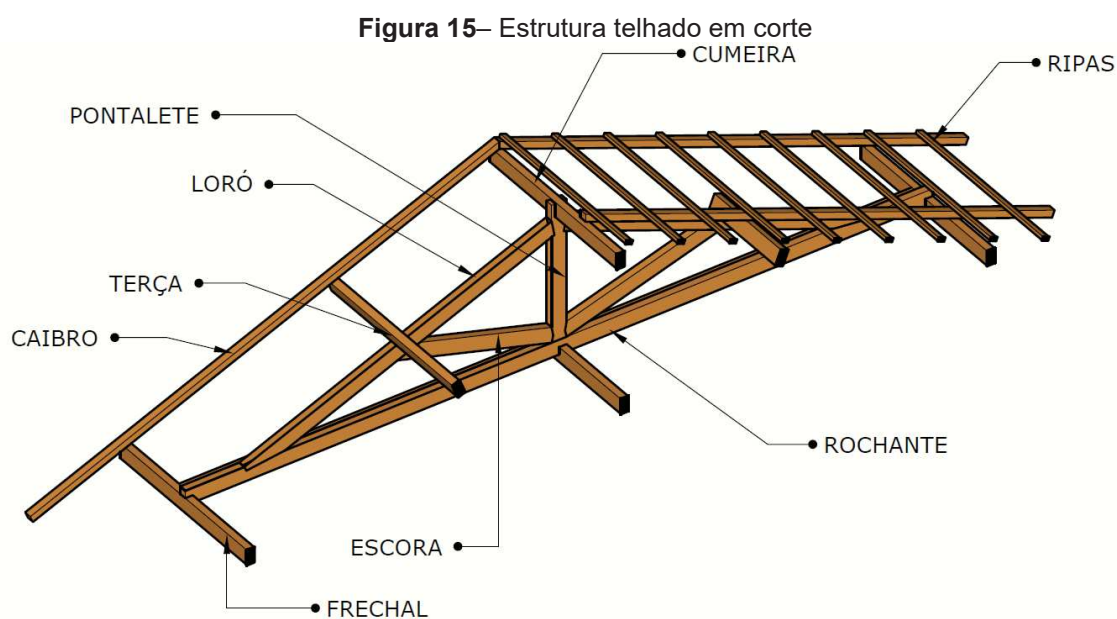 Figura 15– Estrutura telhado em corte
CUMEIRA
RIPAS
PONTALETE
LORÓ
TERÇA
CAIBRO
ROCHANTE
ESCORA
FRECHAL